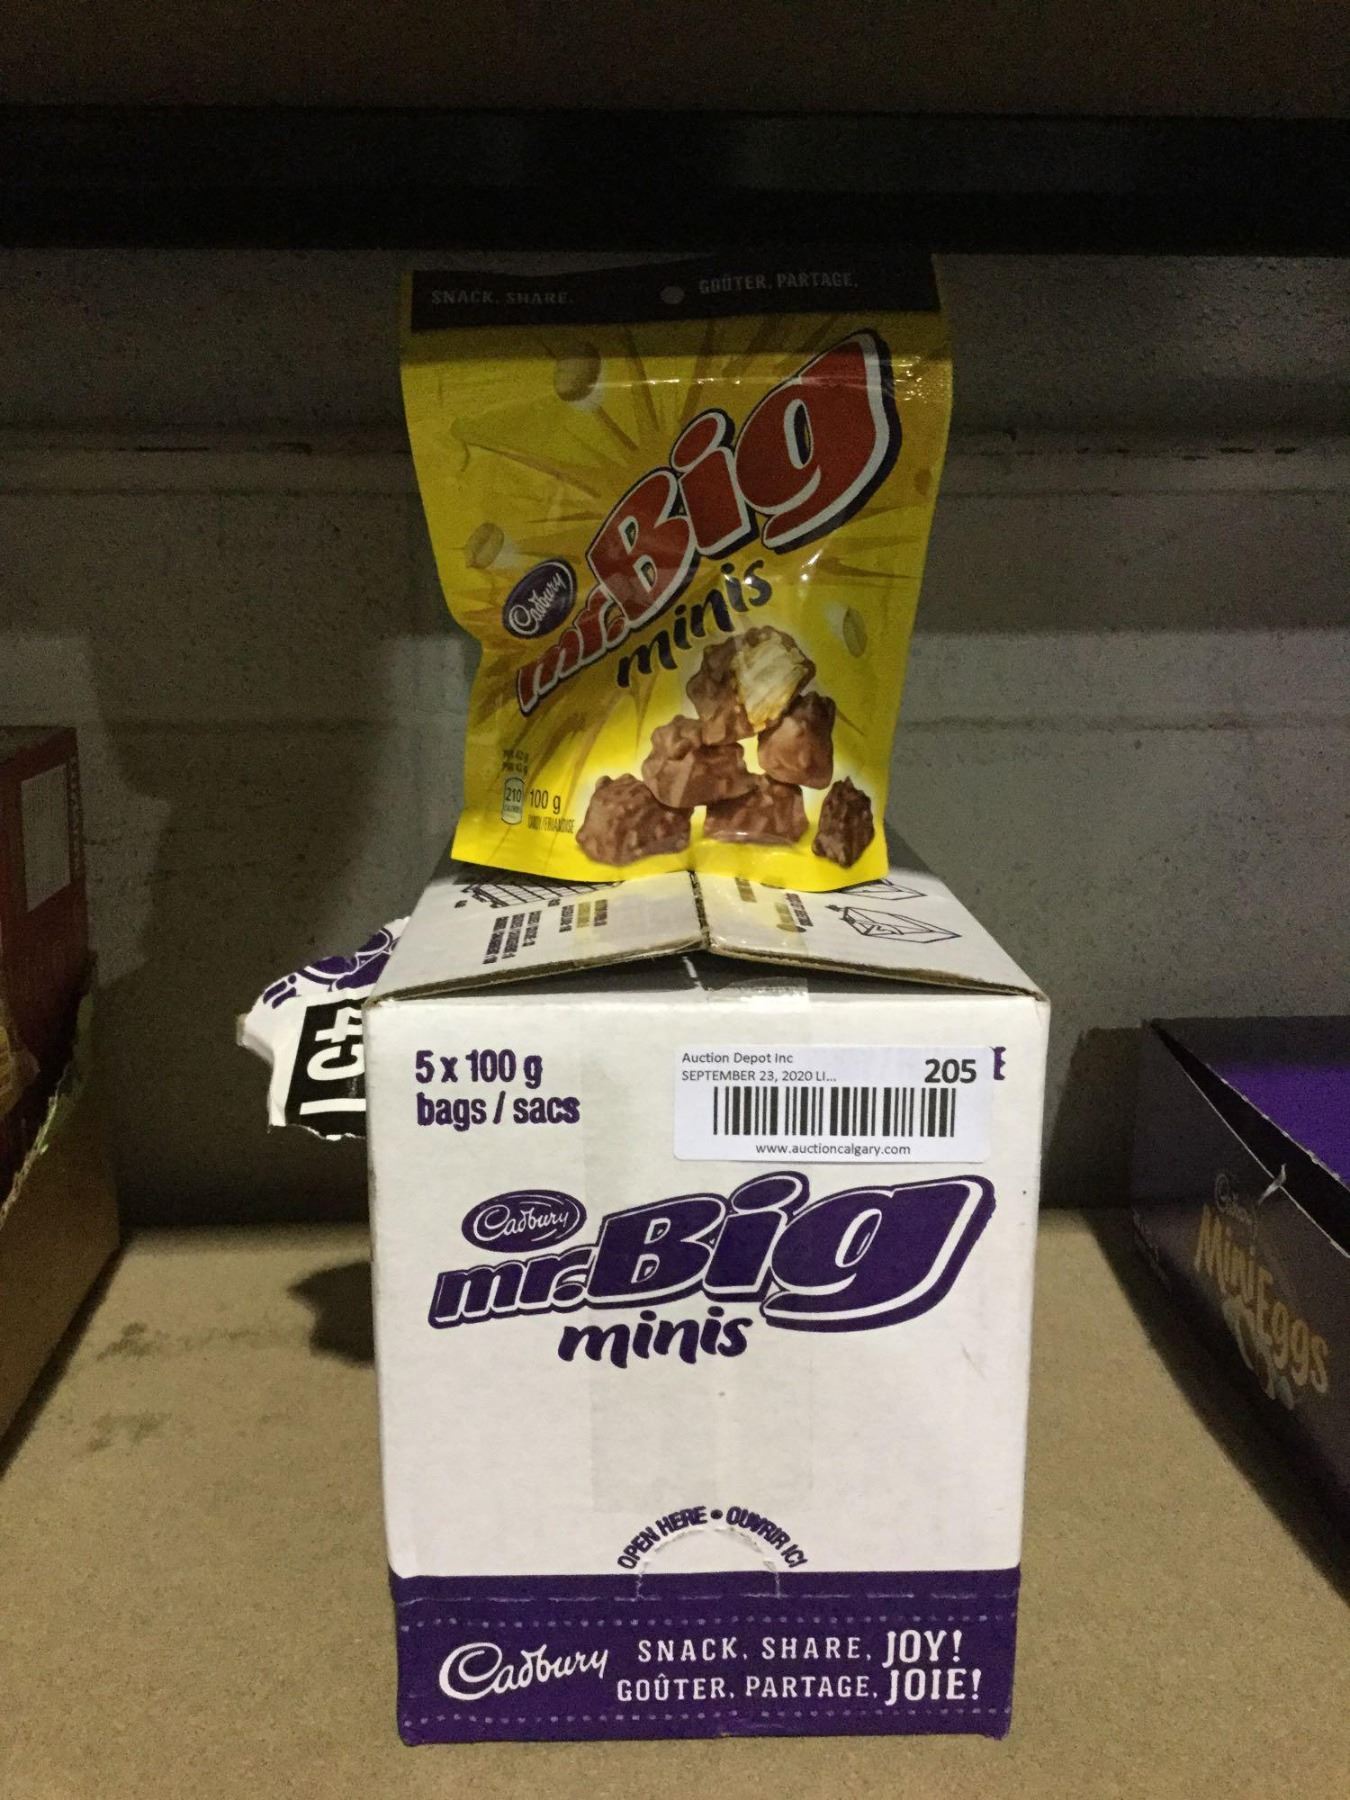 SNACK. SHARE.
GOÛTER, PARTAGE,
Cadbury
mr.Big
minis
210
100 g
5 x 100 g
bags / sacs
Auction Depot Inc
SEPTEMBER 23, 2020 LI...
205
www.auctioncalgary.com
E
Cadbury
mr.Big
minis
OPEN HERE • OUVRIR ICI
Cadbury
SNACK. SHARE, JOY!
GOÛTER, PARTAGE, JOIE!
Cadbury
MiniEggs